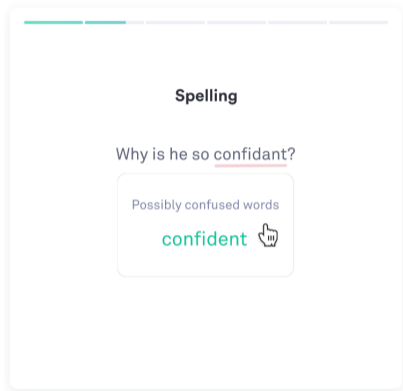 Spelling
Why is he so confidant?
Possibly confused words
confident